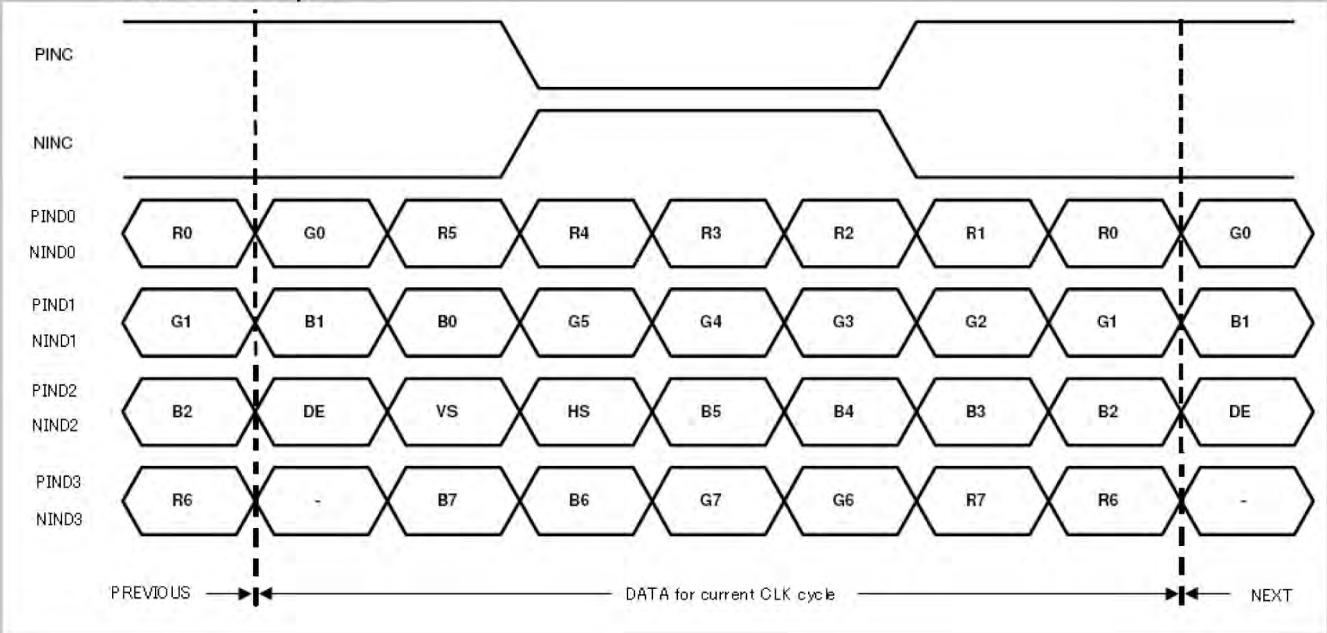 PINC
NINC
PIND0
NIND0
R0 G0 R5 R4 R3 R2 R1 R0 G0
PIND1
NIND1
G1 B1 B0 G5 G4 G3 G2 G1 B1
PIND2
NIND2
B2 DE VS HS B5 B4 B3 B2 DE
PIND3
NIND3
R6 - B7 B6 G7 G6 R7 R6 -
PREVIOUS DATA for current CLK cycle NEXT